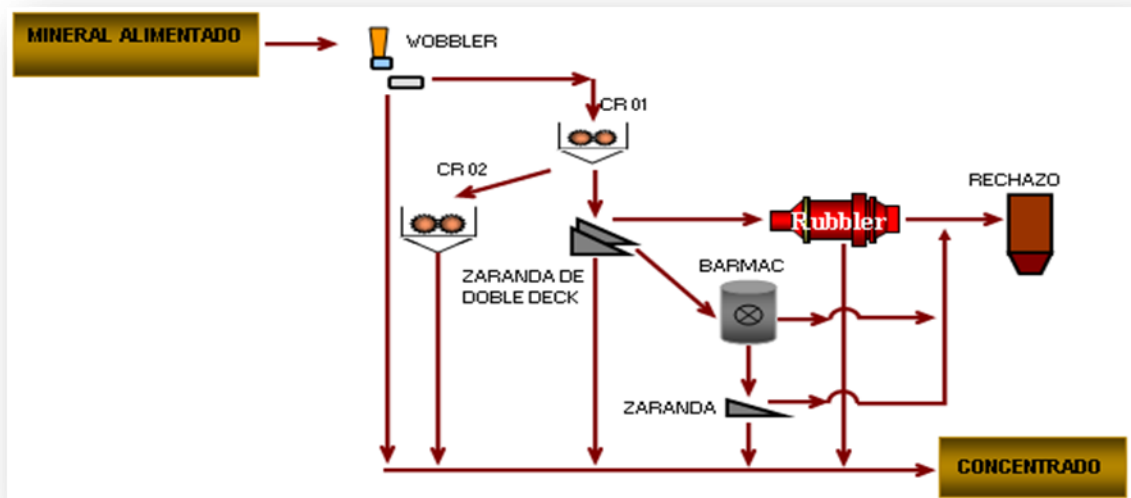 MINERAL ALIMENTADO
WOBBLER
CR 01
CR 02
RECHAZO
Rubbler
BARMAC
ZARANDA DE
DOBLE DECK
ZARANDA
CONCENTRADO